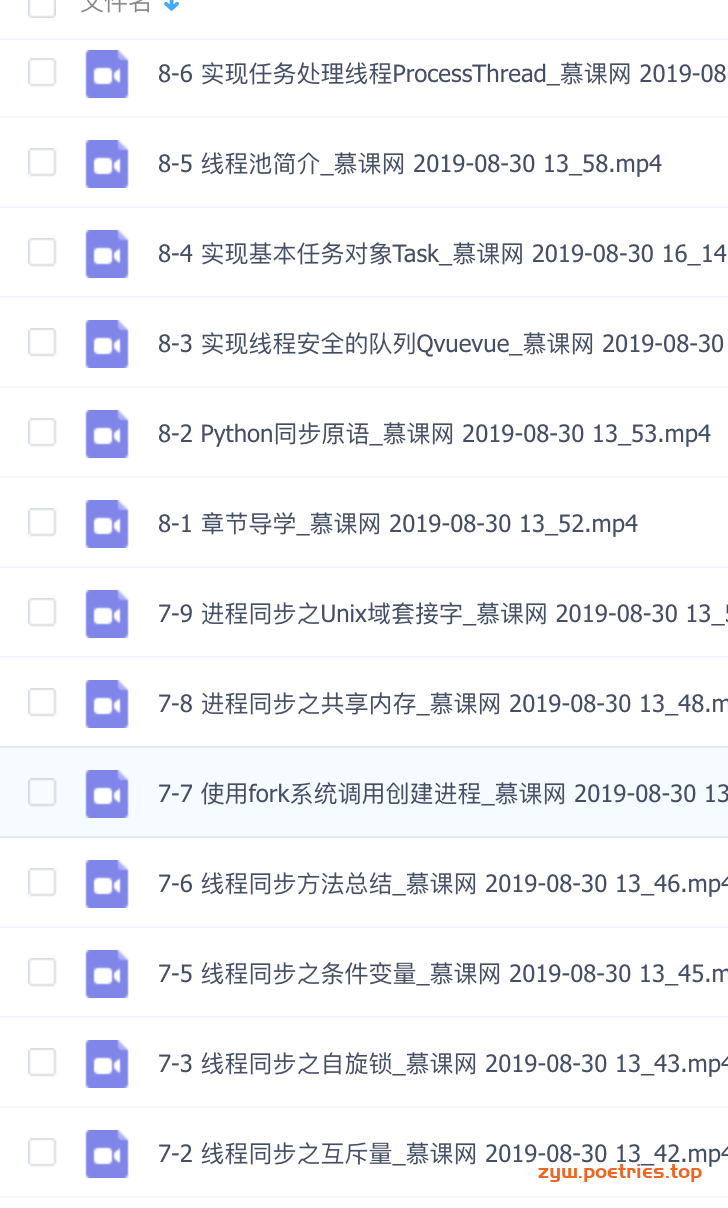 文件名
8-6 实现任务处理线程ProcessThread_慕课网 2019-08
8-5 线程池简介_慕课网 2019-08-30 13_58.mp4
8-4 实现基本任务对象Task_慕课网 2019-08-30 16_14
8-3 实现线程安全的队列Qvuevue_慕课网 2019-08-30
8-2 Python同步原语_慕课网 2019-08-30 13_53.mp4
8-1 章节导学_慕课网 2019-08-30 13_52.mp4
7-9 进程同步之Unix域套接字_慕课网 2019-08-30 13_5
7-8 进程同步之共享内存_慕课网 2019-08-30 13_48.m
7-7 使用fork系统调用创建进程_慕课网 2019-08-30 13
7-6 线程同步方法总结_慕课网 2019-08-30 13_46.mp4
7-5 线程同步之条件变量_慕课网 2019-08-30 13_45.m
7-3 线程同步之自旋锁_慕课网 2019-08-30 13_43.mp4
7-2 线程同步之互斥量_慕课网 2019-08-30 13_42.mp4
zyw.poetries.top